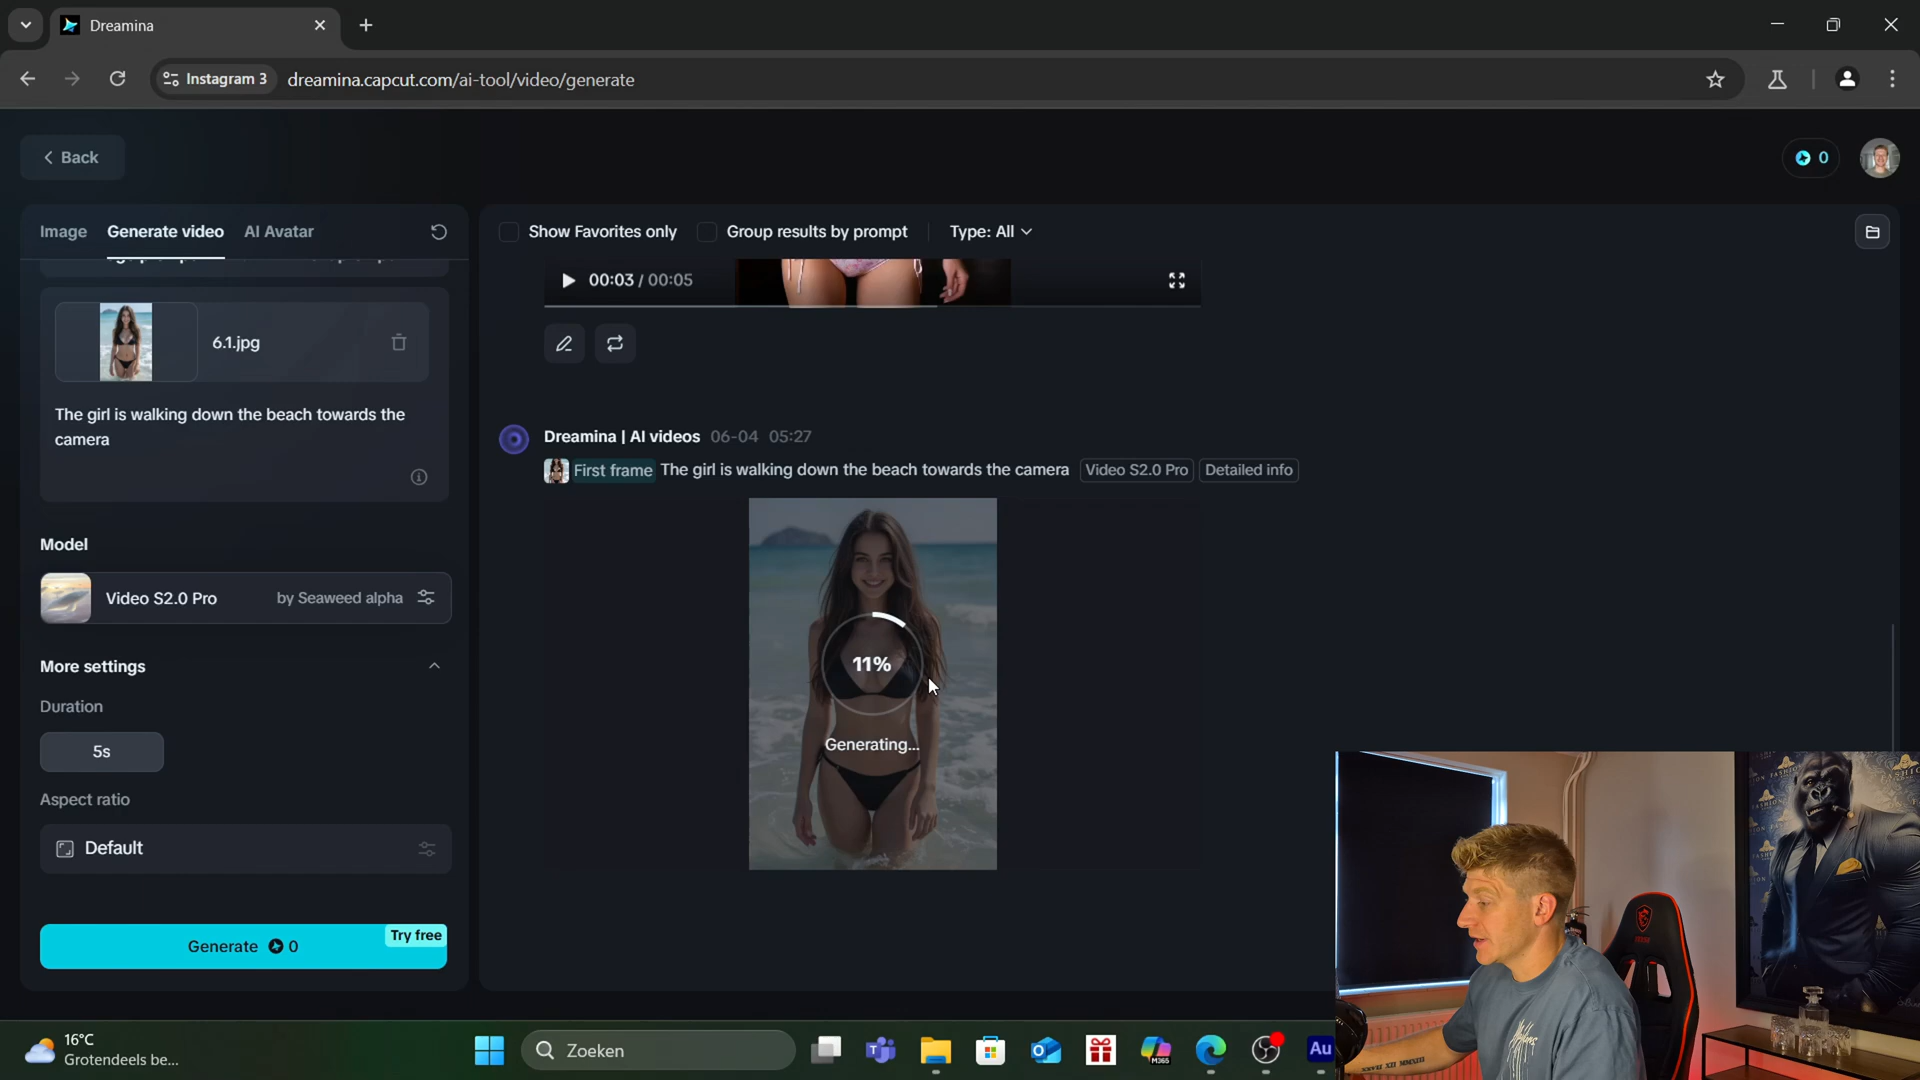 Dreamina
Instagram 3
dreamina.capcut.com/ai-tool/video/generate
Back
0
Image
Generate video
AI Avatar
Show Favorites only
Group results by prompt
Type: All
00:03 / 00:05
6.1.jpg
The girl is walking down the beach towards the
camera
Dreamina | AI videos 06-04 05:27
First frame The girl is walking down the beach towards the camera Video S2.0 Pro Detailed info
Model
Video S2.0 Pro by Seaweed alpha
11%
Generating...
More settings
Duration
5s
Aspect ratio
Default
Generate 0
Try free
16°C
Grotendeels be...
Zoeken
M365
Au
FASHION